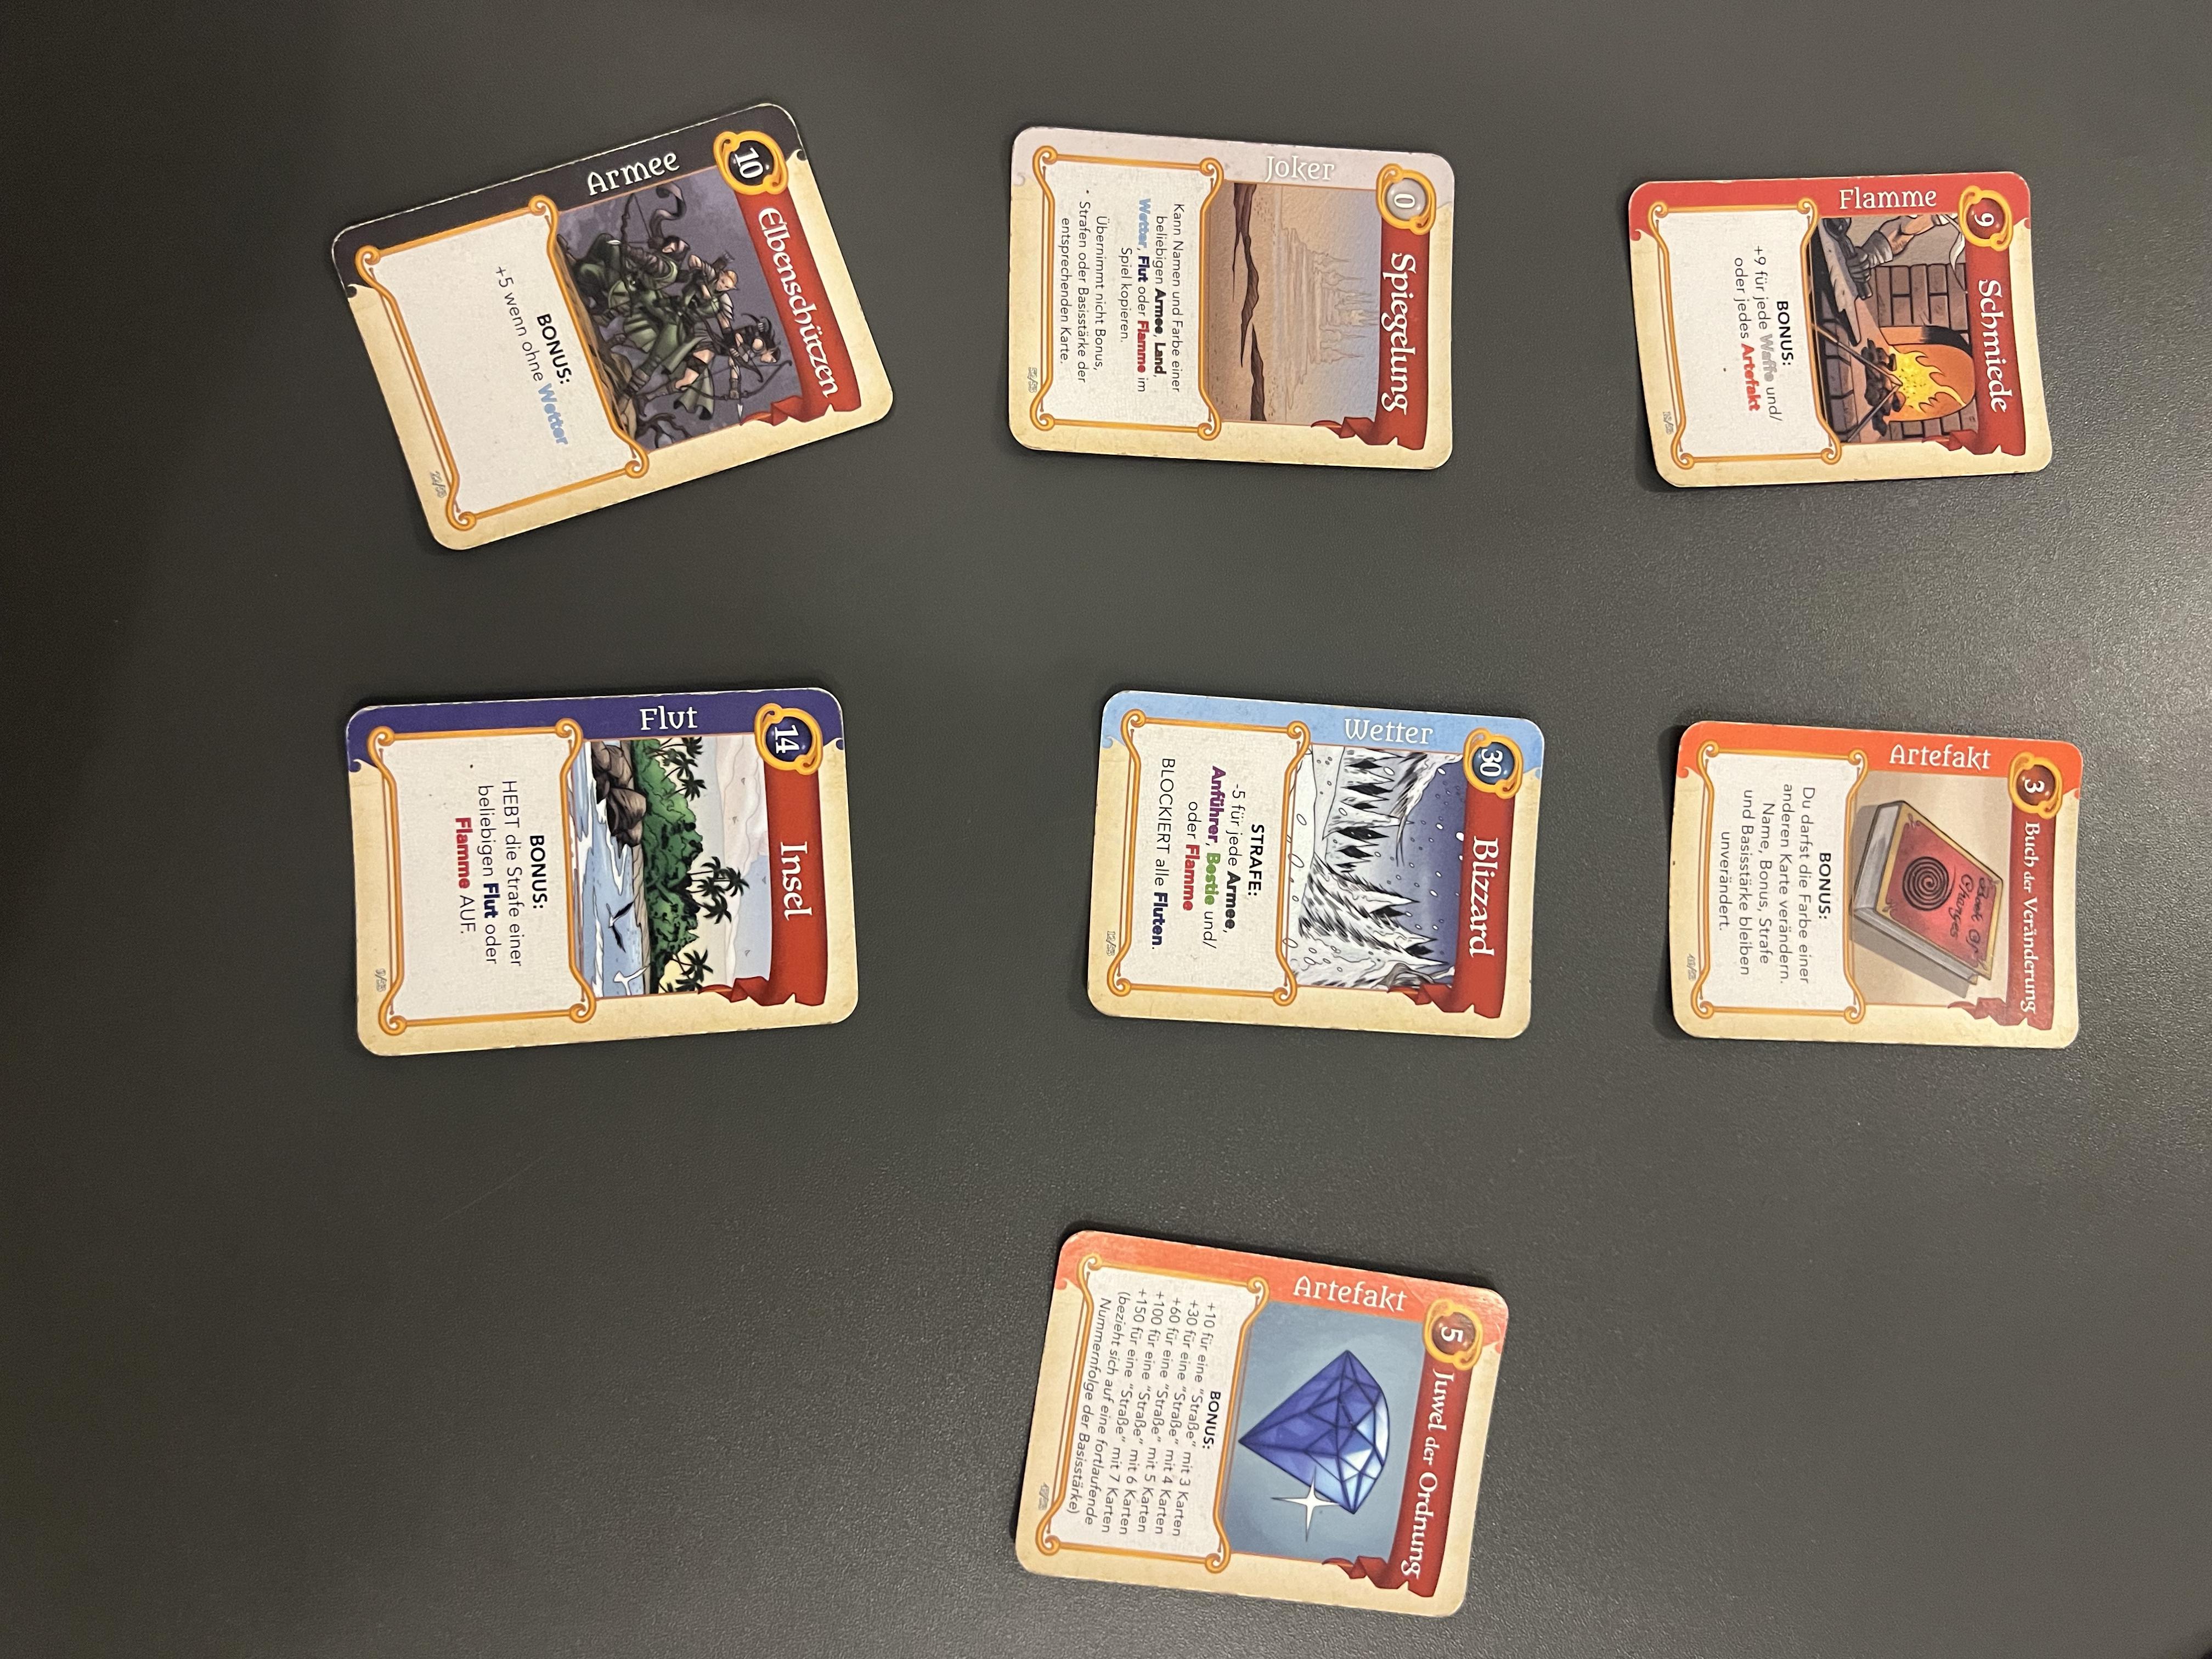 9
Schmiede
Flamme
BONUS:
+9 für jede Waffe und/
oder jedes Artefakt
3
Buch der Veränderung
Artefakt
BONUS:
Du darfst die Farbe einer
anderen Karte verändern.
Name, Bonus, Strafe
und Basisstärke bleiben
unverändert.
0
Spiegelung
Joker
Kann Namen und Farbe einer
beliebigen Armee, Land,
Wetter, Flut oder Flamme im
Spiel kopieren.
Übernimmt nicht Bonus,
Strafen oder Basisstärke der
entsprechenden Karte.
30
Blizzard
Wetter
STRAFE:
-5 für jede Armee,
Anführer, Bestie und/
oder Flamme
BLOCKIERT alle Fluten.
5
Juwel der Ordnung
Artefakt
BONUS:
+10 für eine "Straße" mit 3 Karten
+30 für eine "Straße" mit 4 Karten
+60 für eine "Straße" mit 5 Karten
+100 für eine "Straße" mit 6 Karten
+150 für eine "Straße" mit 7 Karten
(bezieht sich auf eine fortlaufende
Nummernfolge der Basisstärke)
10
Elbenschützen
Armee
BONUS:
+5 wenn ohne Wetter
14
Insel
Flut
BONUS:
HEBT die Strafe einer
beliebigen Flut oder
Flamme AUF.